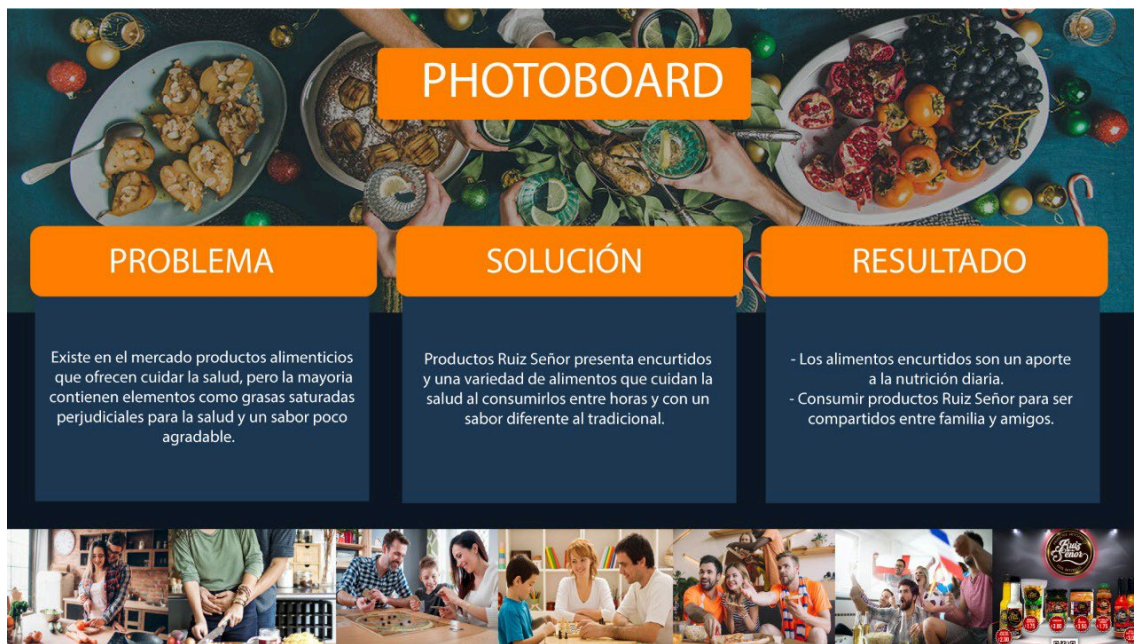 PHOTOBOARD
PROBLEMA
Existe en el mercado productos alimenticios
que ofrecen cuidar la salud, pero la mayoria
contienen elementos como grasas saturadas
perjudiciales para la salud y un sabor poco
agradable.
SOLUCIÓN
Productos Ruiz Señor presenta encurtidos
y una variedad de alimentos que cuidan la
salud al consumirlos entre horas y con un
sabor diferente al tradicional.
RESULTADO
- Los alimentos encurtidos son un aporte
a la nutrición diaria.
- Consumir productos Ruiz Señor para ser
compartidos entre familia y amigos.
Ruiz
Señor